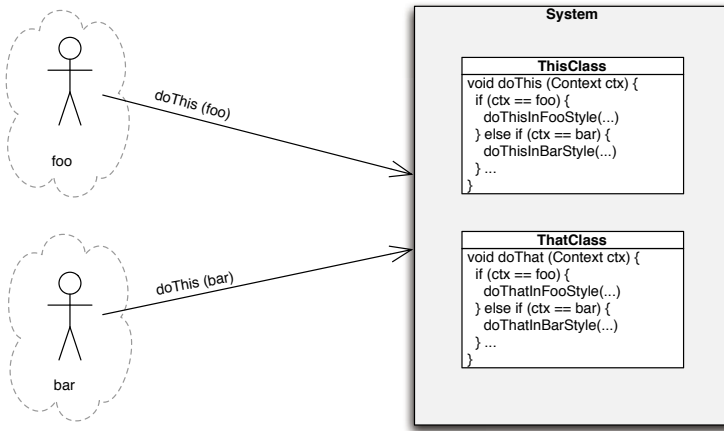 System
doThis (foo)
foo
doThis (bar)
bar
ThisClass
void doThis (Context ctx) {
if (ctx == foo) {
doThisInFooStyle(...)
} else if (ctx == bar) {
doThisInBarStyle(...)
} ...
}
ThatClass
void doThat (Context ctx) {
if (ctx == foo) {
doThatInFooStyle(...)
} else if (ctx == bar) {
doThatInBarStyle(...)
} ...
}